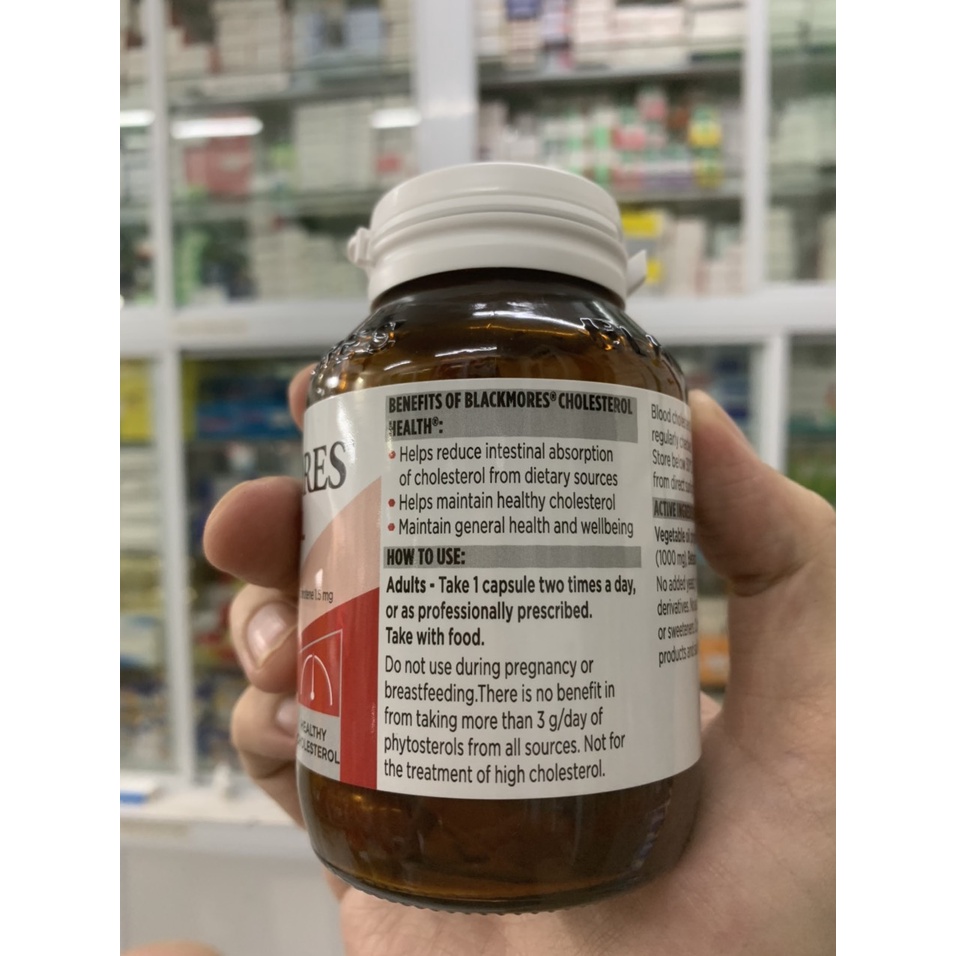 BENEFITS OF BLACKMORES® CHOLESTEROL
HEALTH®:
• Helps reduce intestinal absorption
of cholesterol from dietary sources
• Helps maintain healthy cholesterol
• Maintain general health and wellbeing
HOW TO USE:
Adults - Take 1 capsule two times a day,
or as professionally prescribed.
Take with food.
Do not use during pregnancy or
breastfeeding.There is no benefit in
from taking more than 3 g/day of
phytosterols from all sources. Not for
the treatment of high cholesterol.
RES
1.5 mg
HEALTHY
CHOLESTEROL
Blood
regularly
Store below
from direct
ACTIVE
Vegetable
(1000 mg),
No added
derivatives.
or